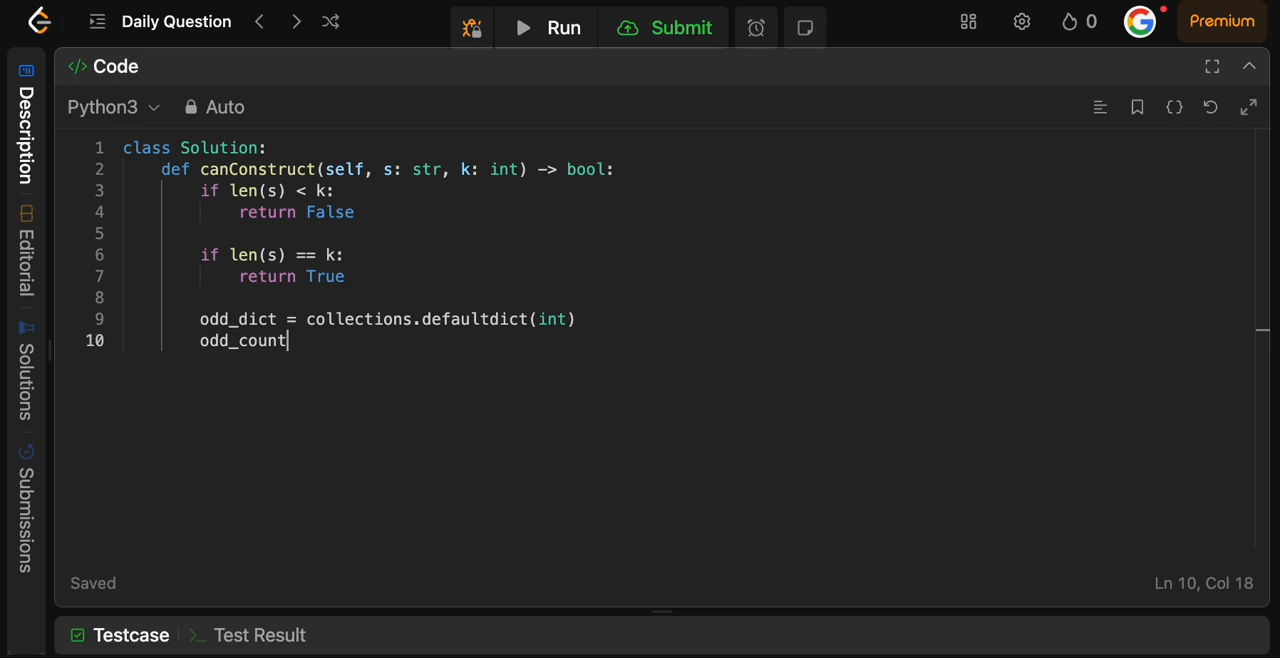 Daily Question
Run
Submit
0
Premium
</> Code
Python3
Auto
Description
Editorial
Solutions
Submissions
1 class Solution:
2     def canConstruct(self, s: str, k: int) -> bool:
3         if len(s) < k:
4             return False
5
6         if len(s) == k:
7             return True
8
9         odd_dict = collections.defaultdict(int)
10         odd_count
Saved
Ln 10, Col 18
Testcase
Test Result